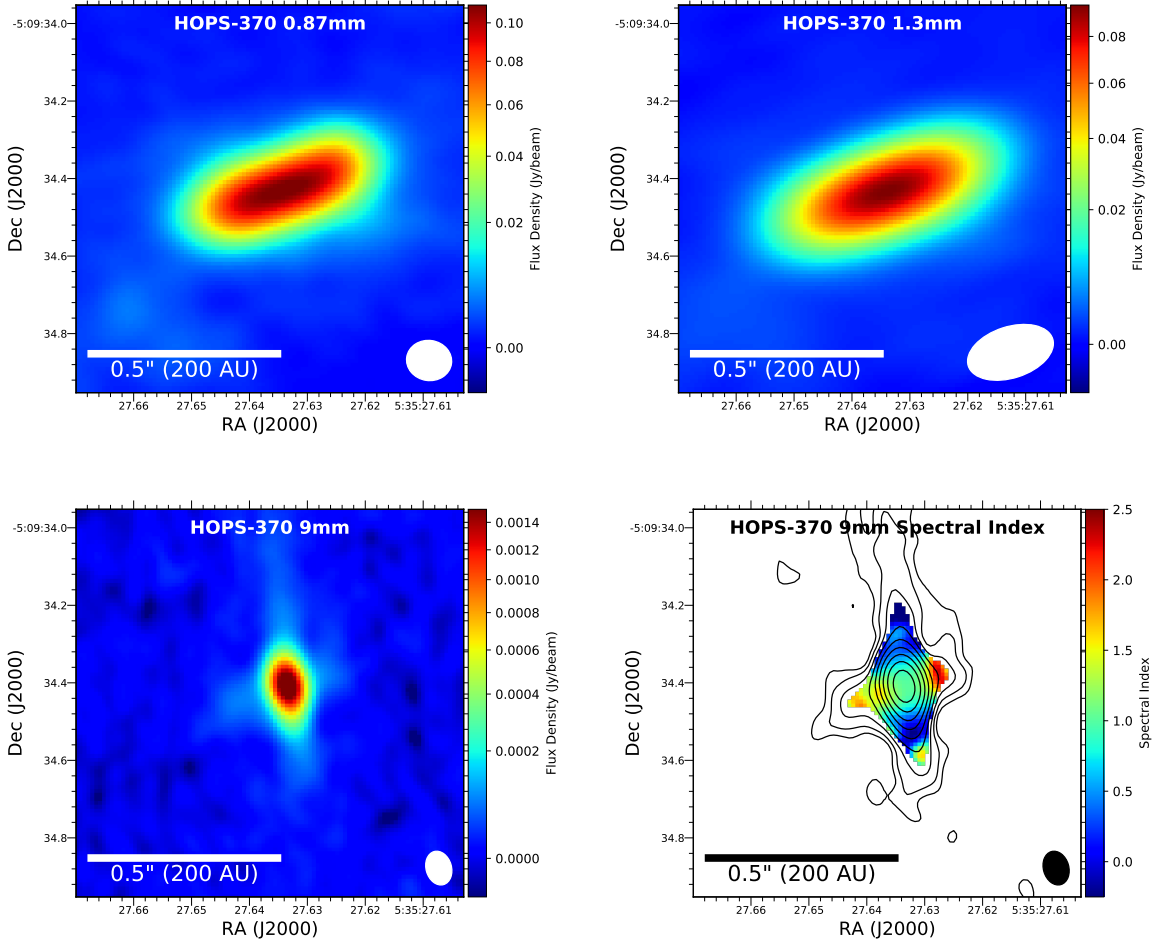 HOPS-370 0.87mm
-5:09:34.0
34.2
34.4
34.6
34.8
Dec (J2000)
0.5" (200 AU)
27.66 27.65 27.64 27.63 27.62 5:35:27.61
RA (J2000)
0.10
0.08
0.06
0.04
0.02
0.00
Flux Density (Jy/beam)
HOPS-370 1.3mm
-5:09:34.0
34.2
34.4
34.6
34.8
Dec (J2000)
0.5" (200 AU)
27.66 27.65 27.64 27.63 27.62 5:35:27.61
RA (J2000)
0.08
0.04
0.02
0.00
Flux Density (Jy/beam)
HOPS-370 9mm
-5:09:34.0
34.2
34.4
34.6
34.8
Dec (J2000)
0.5" (200 AU)
27.66 27.65 27.64 27.63 27.62 5:35:27.61
RA (J2000)
0.0014
0.0012
0.0010
0.0008
0.0006
0.0004
0.0002
0.0000
Flux Density (Jy/beam)
HOPS-370 9mm Spectral Index
-5:09:34.0
34.2
34.4
34.6
34.8
Dec (J2000)
0.5" (200 AU)
27.66 27.65 27.64 27.63 27.62 5:35:27.61
RA (J2000)
2.5
2.0
1.5
1.0
0.5
0.0
Spectral Index